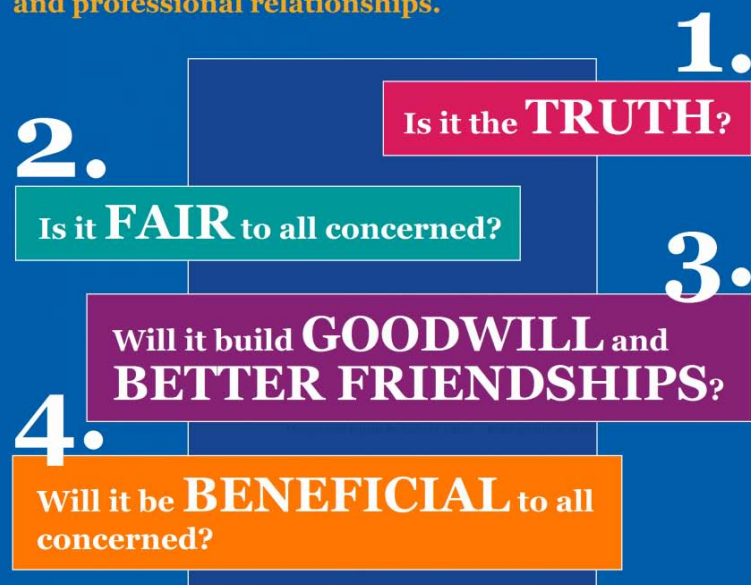 and professional relationships.
1.
Is it the TRUTH?
2.
Is it FAIR to all concerned?
3.
Will it build GOODWILL and
BETTER FRIENDSHIPS?
4.
Will it be BENEFICIAL to all
concerned?